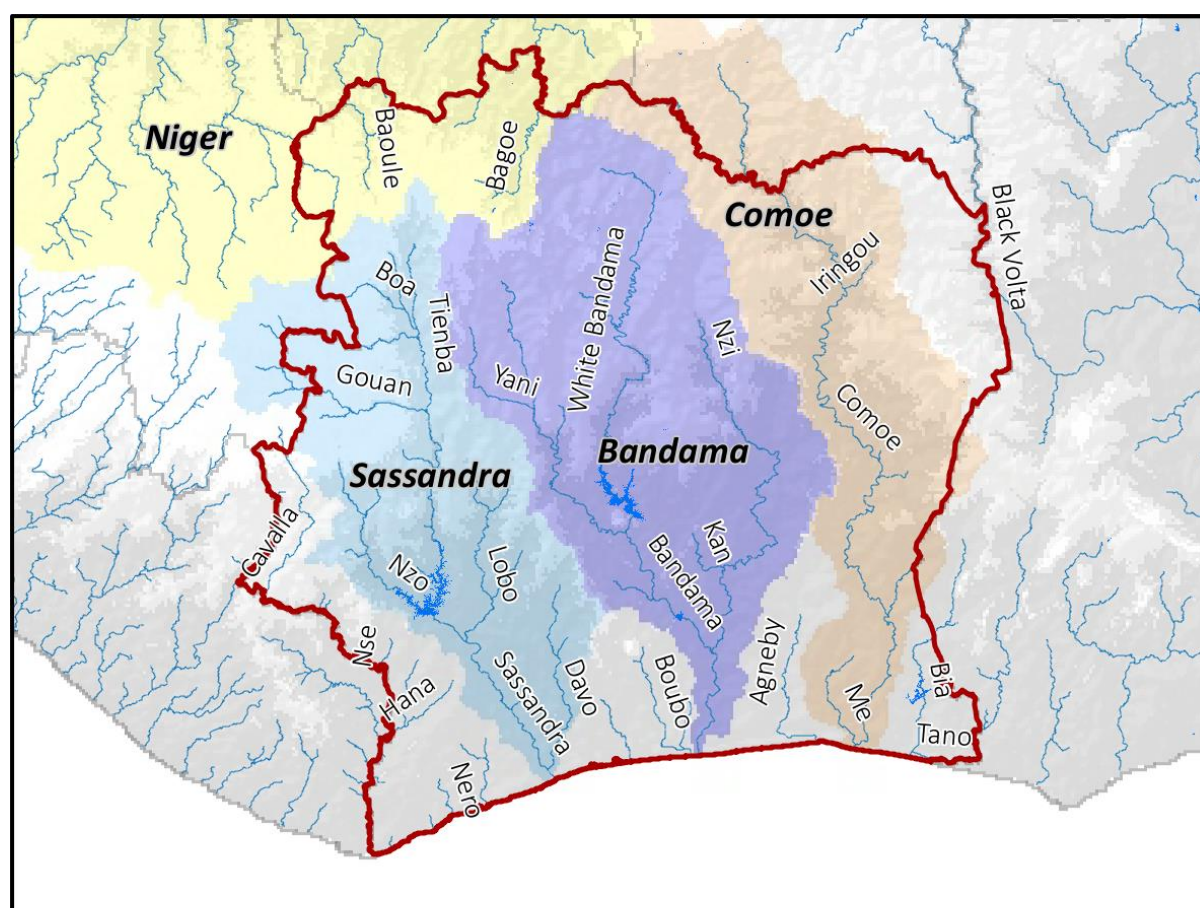 Niger
Baoule
Bagoe
Comoe
Black Volta
Iringou
Boa
Tienba
White Bandama
Nzi
Yani
Gouan
Comoe
Sassandra
Bandama
Cavalla
Nzo
Lobo
Bandama
Kan
Nse
Hana
Sassandra
Davo
Boubo
Agneby
Me
Bia
Tano
Nero